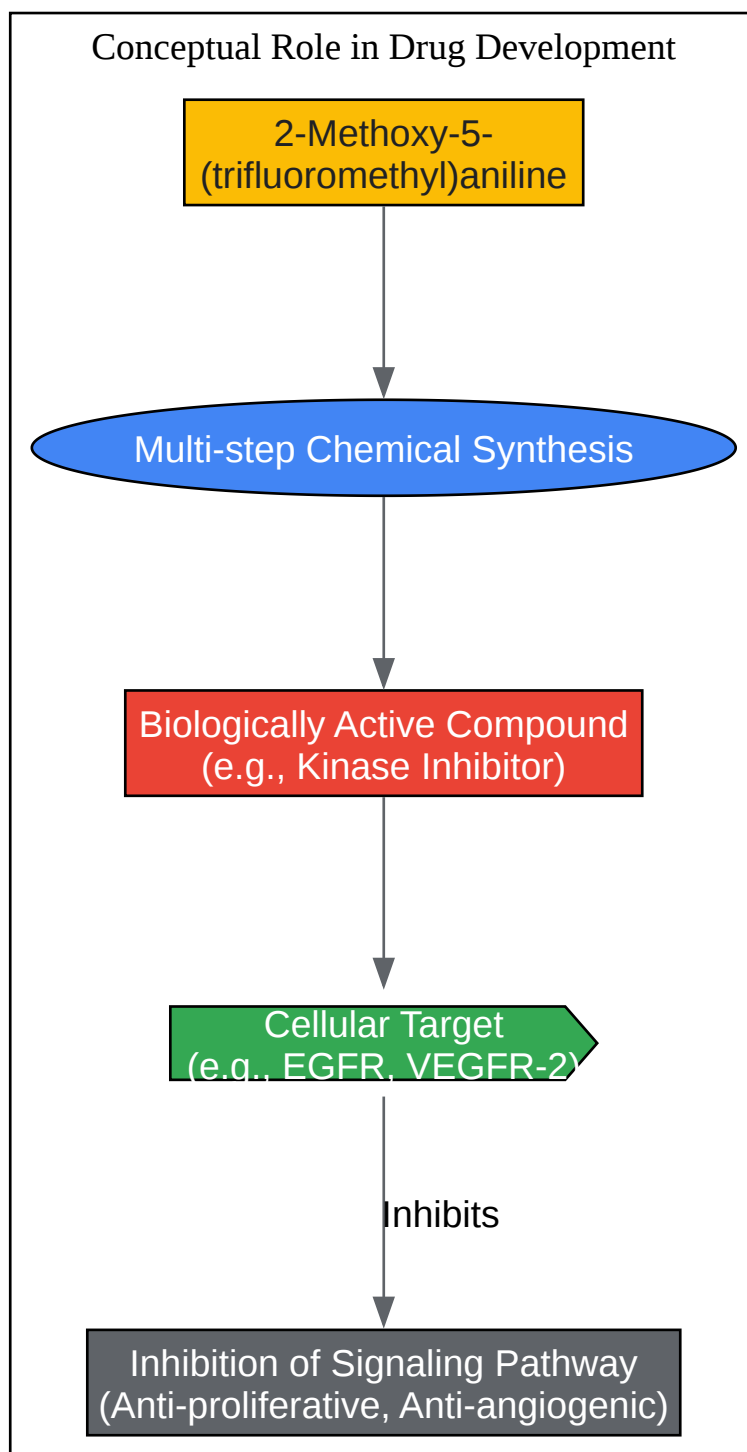 Conceptual Role in Drug Development
2-Methoxy-5-
(trifluoromethyl)aniline
Multi-step Chemical Synthesis
Biologically Active Compound
(e.g., Kinase Inhibitor)
Cellular Target
(e.g., EGFR, VEGFR-2)
Inhibits
Inhibition of Signaling Pathway
(Anti-proliferative, Anti-angiogenic)